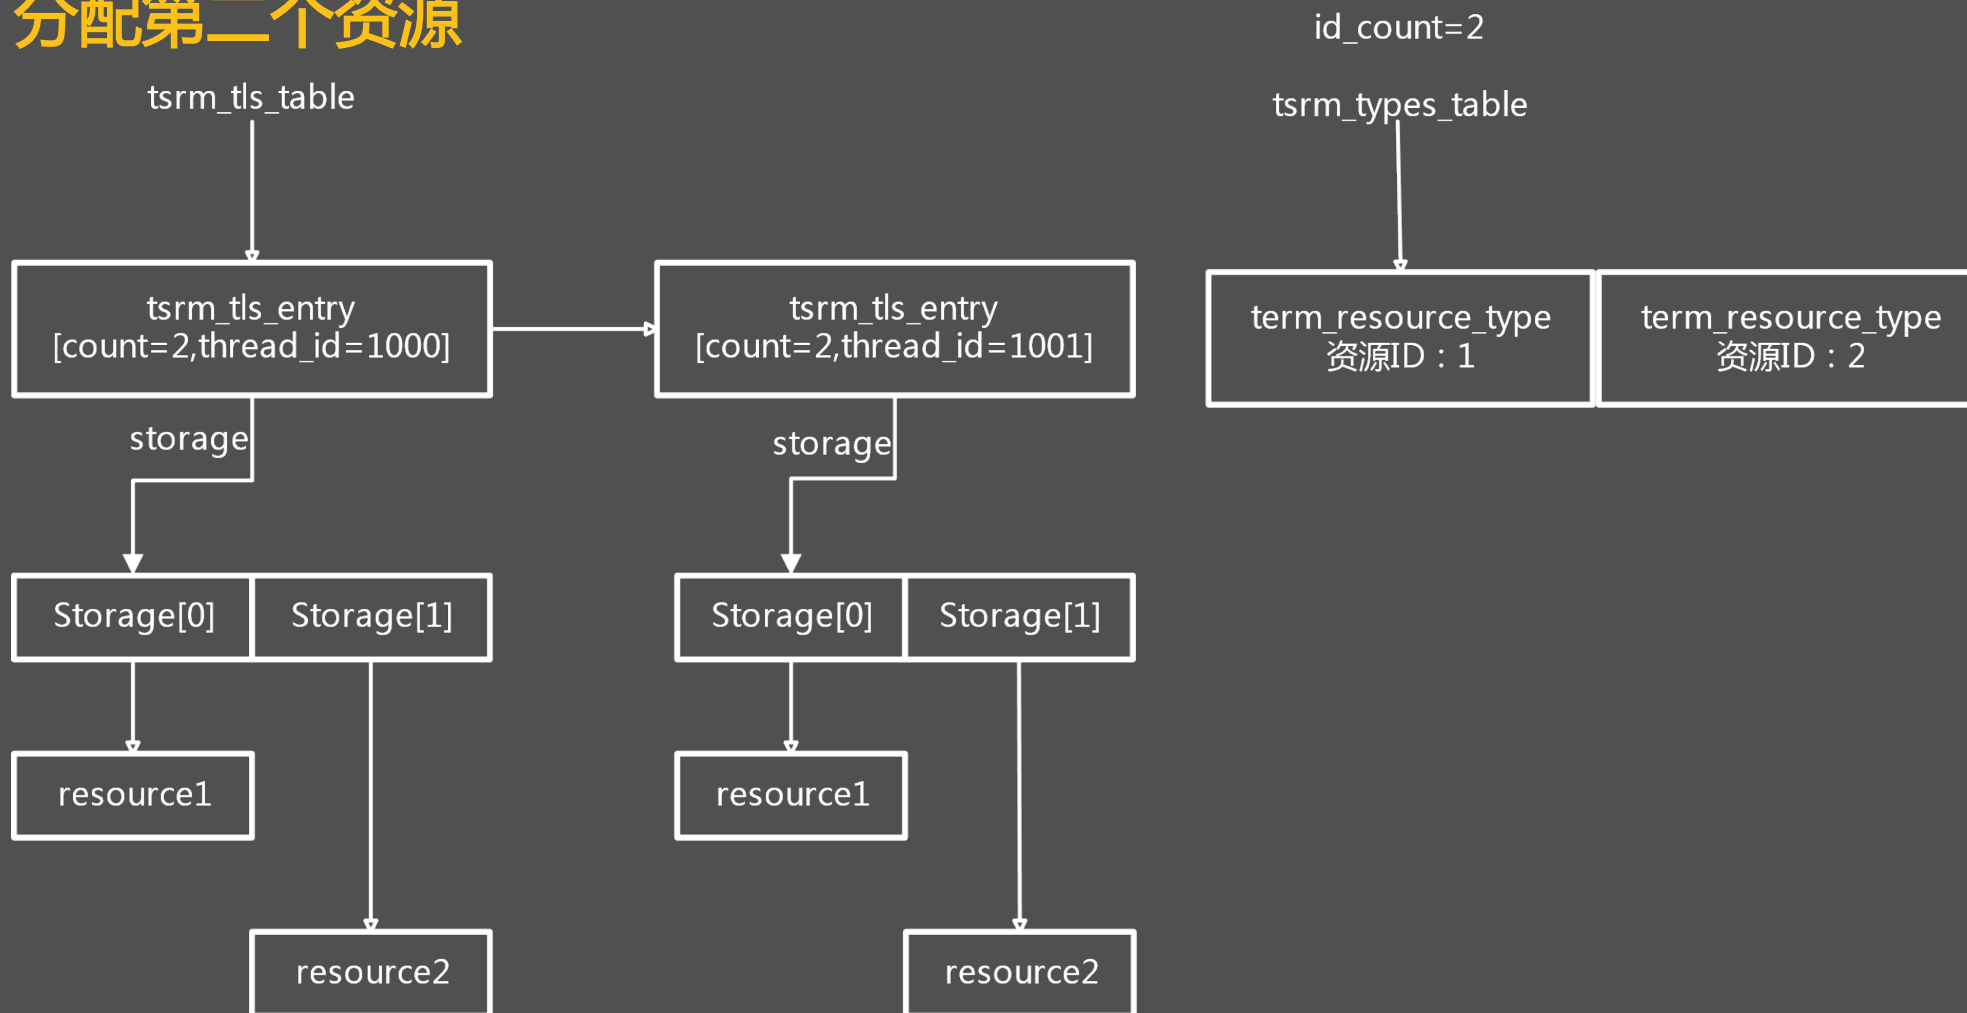 分配第二个资源
id_count=2
tsrm_tls_table
tsrm_types_table
tsrm_tls_entry
[count=2,thread_id=1000]
tsrm_tls_entry
[count=2,thread_id=1001]
term_resource_type
资源ID：1
term_resource_type
资源ID：2
storage
storage
Storage[0]
Storage[1]
Storage[0]
Storage[1]
resource1
resource1
resource2
resource2